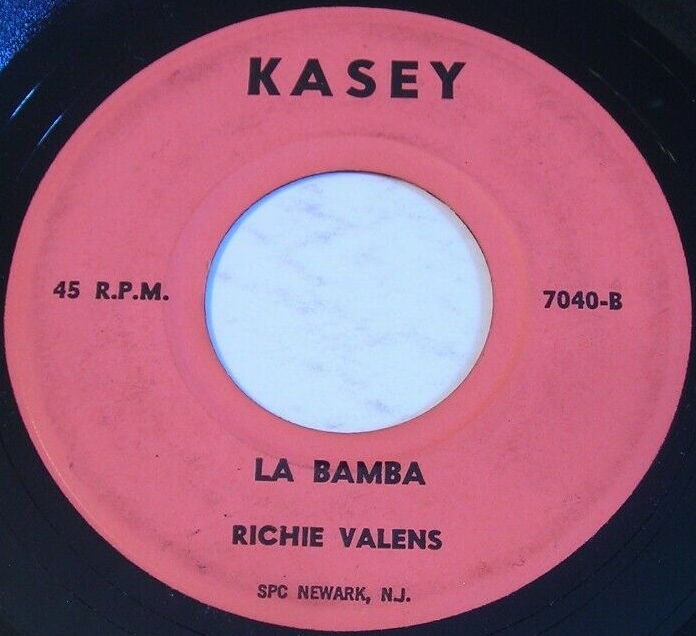 KASEY
45 R.P.M.
7040-B
LA BAMBA
RICHIE VALENS
SPC NEWARK, N.J.